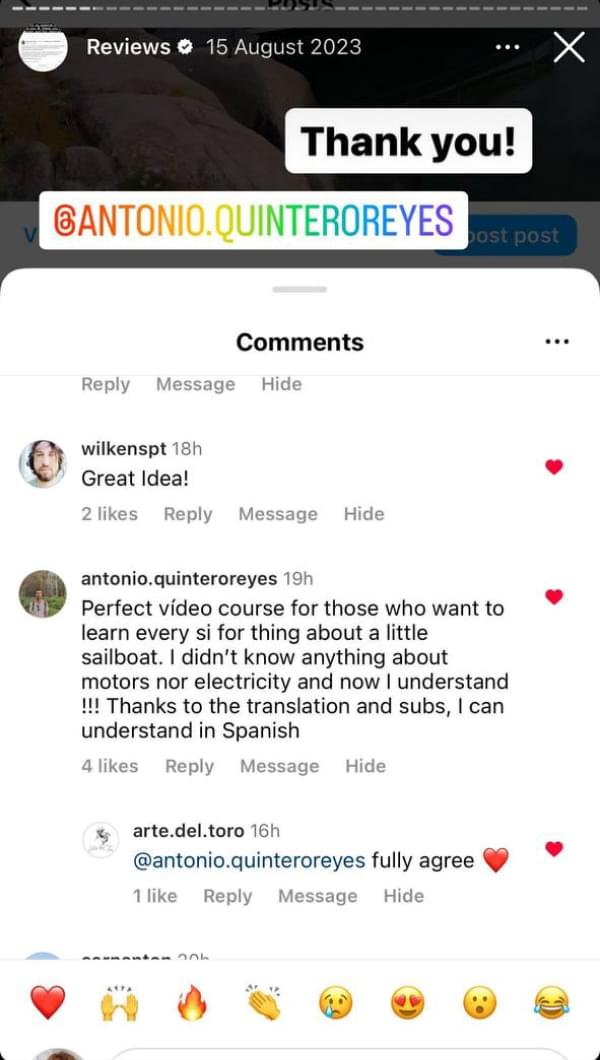 Posts
Reviews 15 August 2023
Thank you!
@ANTONIO.QUINTEROREYES
V
oost post
Comments
Reply Message Hide
wilkenspt 18h
Great Idea!
2 likes Reply Message Hide
antonio.quinteroreyes 19h
Perfect vídeo course for those who want to
learn every si for thing about a little
sailboat. I didn't know anything about
motors nor electricity and now I understand
!!! Thanks to the translation and subs, I can
understand in Spanish
4 likes Reply Message Hide
arte.del.toro 16h
@antonio.quinteroreyes fully agree ❤️
1 like Reply Message Hide
20h
❤️ 🙌 🔥 👏 😢 😍 😮 😂